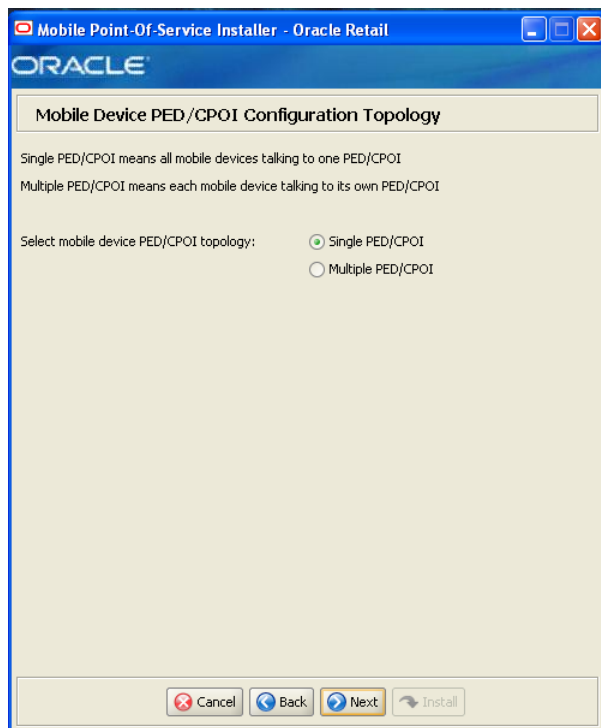 Mobile Point-Of-Service Installer - Oracle Retail
ORACLE
Mobile Device PED/CPOI Configuration Topology
Single PED/CPOI means all mobile devices talking to one PED/CPOI
Multiple PED/CPOI means each mobile device talking to its own PED/CPOI
Select mobile device PED/CPOI topology: Single PED/CPOI
Multiple PED/CPOI
Cancel Back Next Install